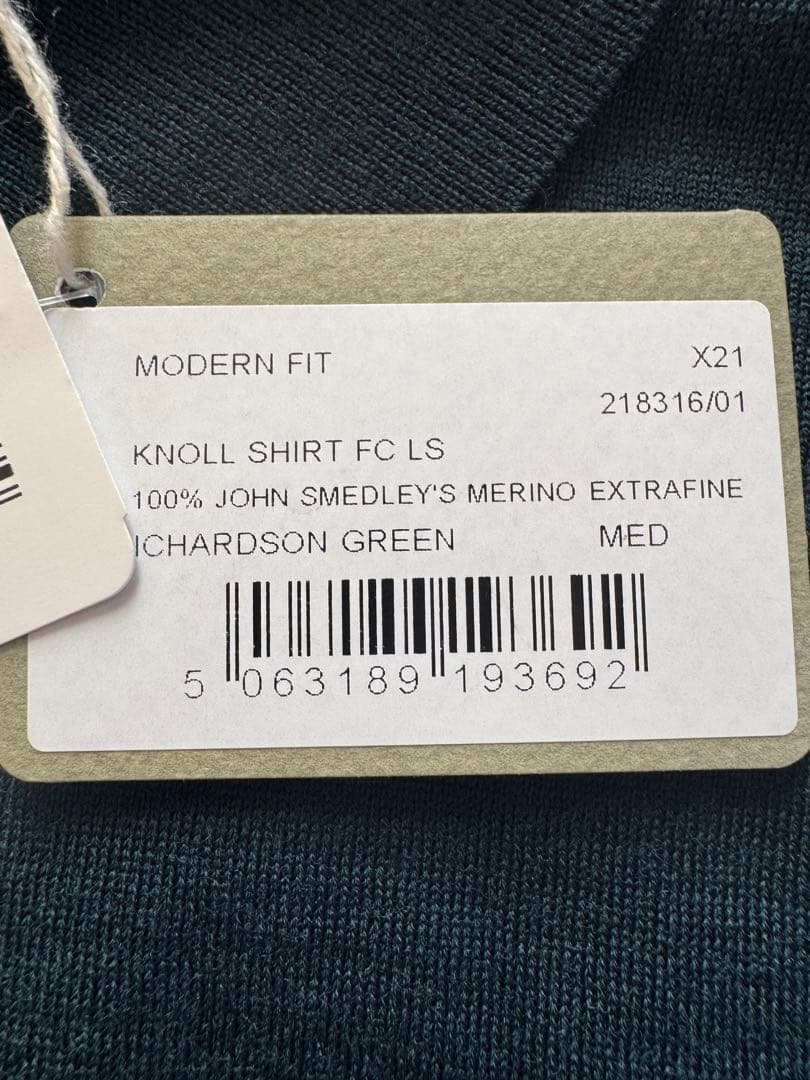 MODERN FIT X21
218316/01
KNOLL SHIRT FC LS
100% JOHN SMEDLEY'S MERINO EXTRAFINE
ICHARDSON GREEN MED
5 063189 193692